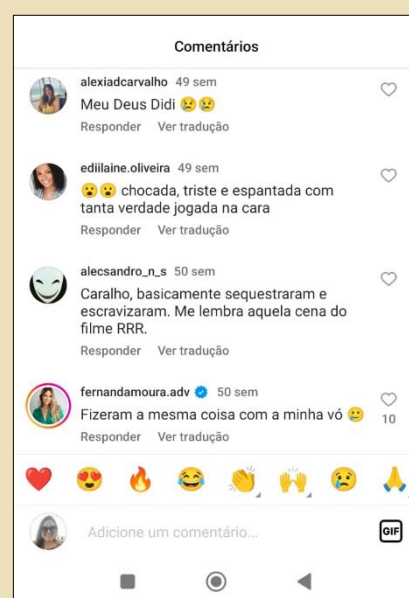 Comentários
alexiadcarvalho 49 sem
Meu Deus Didi 😢😢
Responder Ver tradução
ediilaine.oliveira 49 sem
😮😮 chocada, triste e espantada com
tanta verdade jogada na cara
Responder Ver tradução
alecsandro_n_s 50 sem
Caralho, basicamente sequestraram e
escravizaram. Me lembra aquela cena do
filme RRR.
Responder Ver tradução
fernandamoura.adv 50 sem
Fizeram a mesma coisa com a minha vó 🥲
10
Responder Ver tradução
Adicione um comentário...
GIF